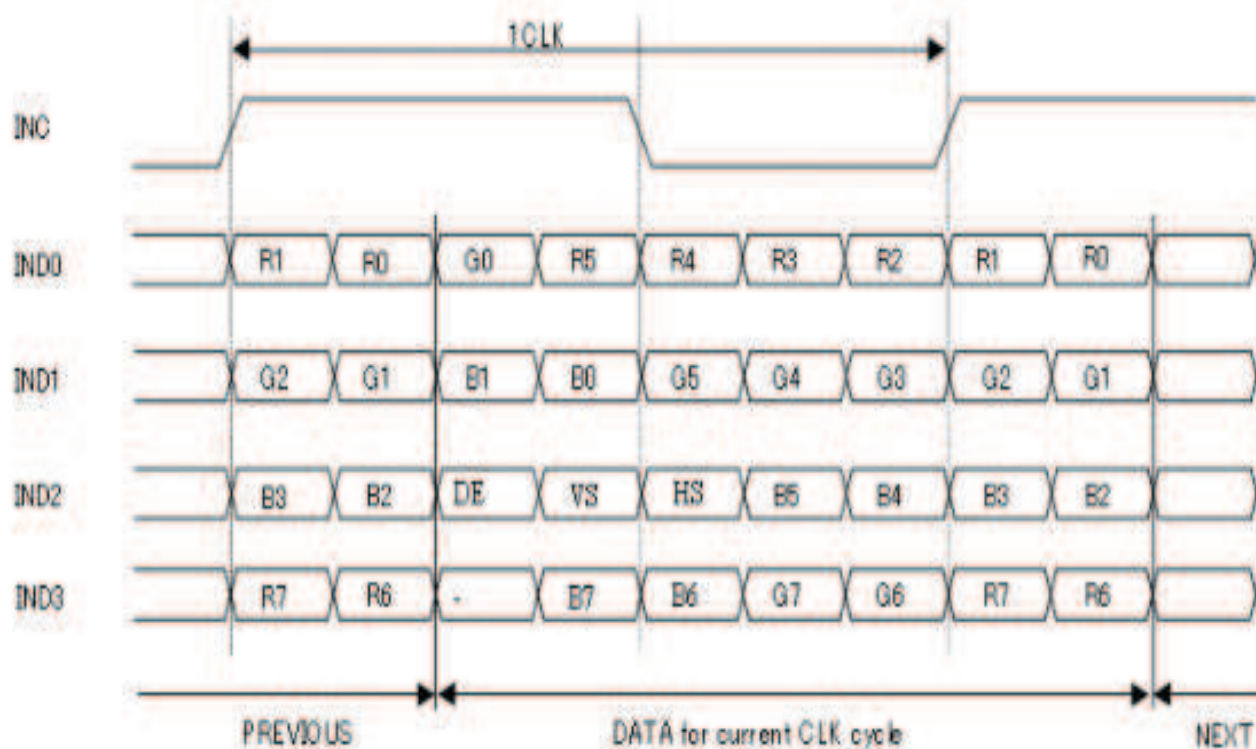 1CLK
INC
IND0 R1 R0 G0 R5 R4 R3 R2 R1 R0
IND1 G2 G1 B1 B0 G5 G4 G3 G2 G1
IND2 B3 B2 DE VS HS B5 B4 B3 B2
IND3 R7 R6 - B7 B6 G7 G6 R7 R6
PREVIOUS DATA for current CLK cycle NEXT